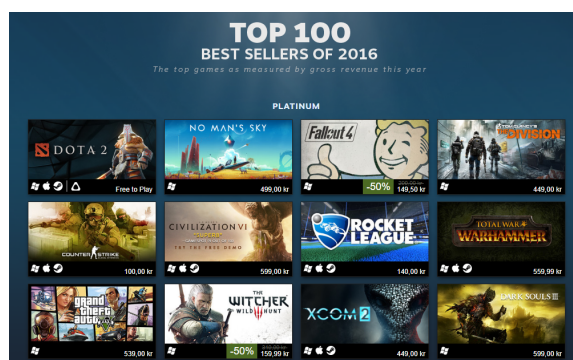 TOP 100
BEST SELLERS OF 2016
The top games as measured by gross revenue this year
PLATINUM
DOTA 2
Free to Play
NO MAN'S SKY
499,00 kr
Fallout 4
-50%
149,50 kr
TOM CLANCY'S
THE DIVISION
449,00 kr
COUNTER STRIKE
100,00 kr
CIVILIZATION VI
TRY THE FREE DEMO
599,00 kr
ROCKET
LEAGUE
140,00 kr
TOTAL WAR
WARHAMMER
559,99 kr
grand
theft
auto
539,00 kr
THE
WITCHER
WILD HUNT
-50%
159,99 kr
XCOM 2
449,00 kr
DARK SOULS III
599,00 kr